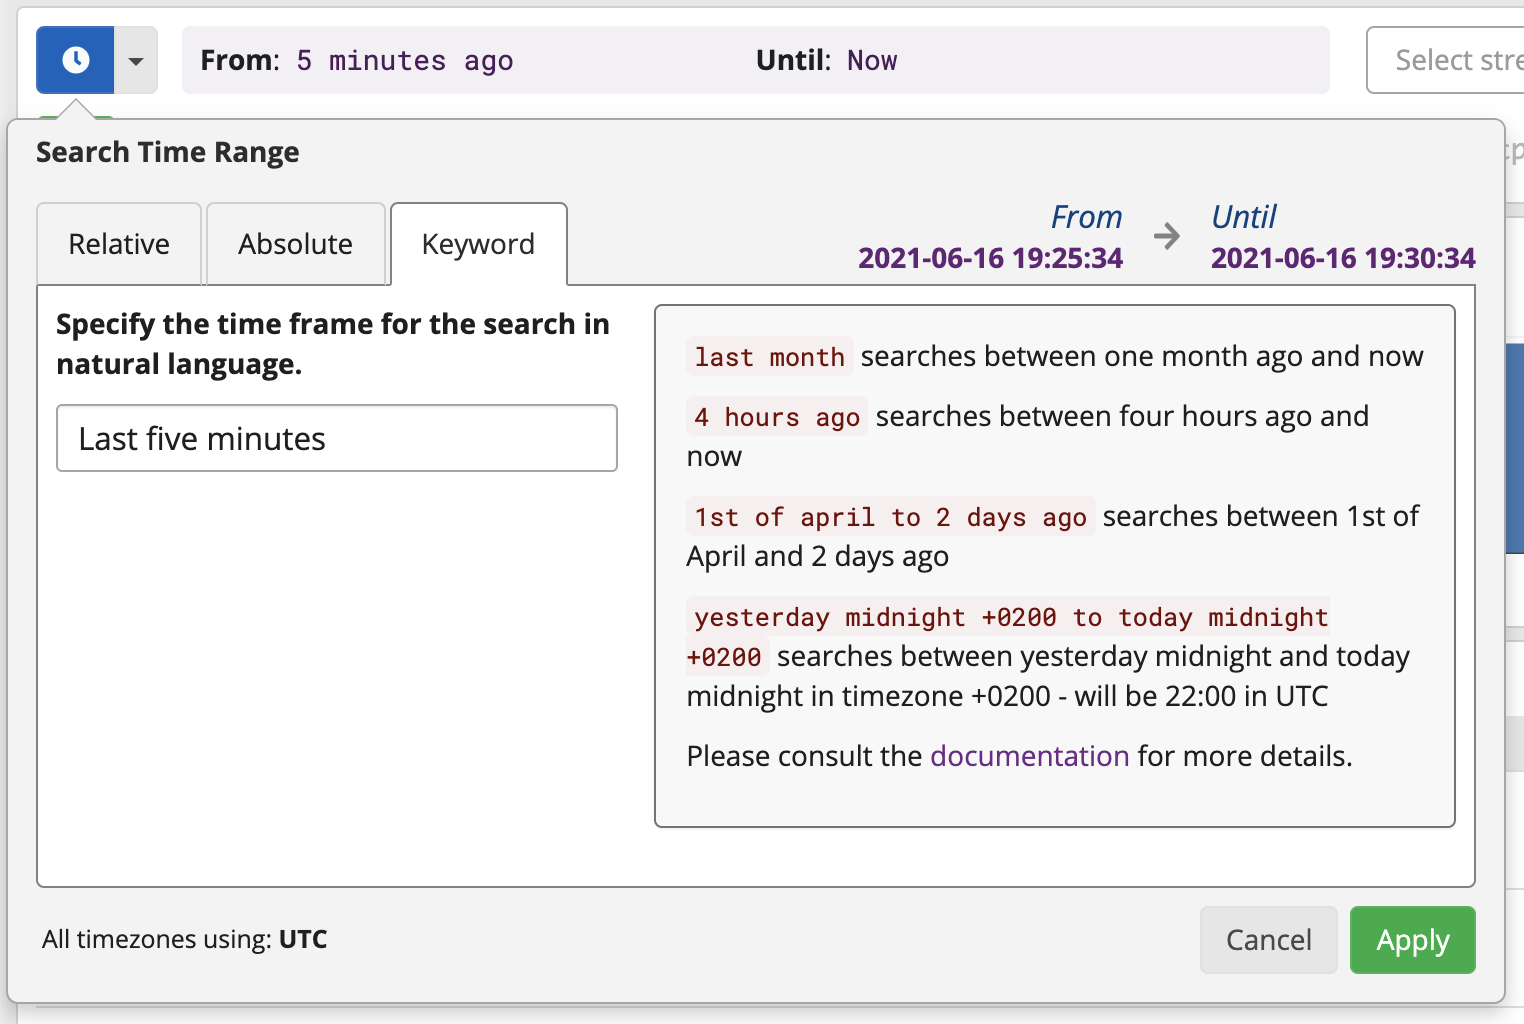 From: 5 minutes ago Until: Now
Select stre
Search Time Range
Relative Absolute Keyword
From Until
2021-06-16 19:25:34 2021-06-16 19:30:34
Specify the time frame for the search in
natural language.
Last five minutes
last month searches between one month ago and now
4 hours ago searches between four hours ago and
now
1st of april to 2 days ago searches between 1st of
April and 2 days ago
yesterday midnight +0200 to today midnight
+0200 searches between yesterday midnight and today
midnight in timezone +0200 - will be 22:00 in UTC
Please consult the documentation for more details.
All timezones using: UTC
Cancel Apply